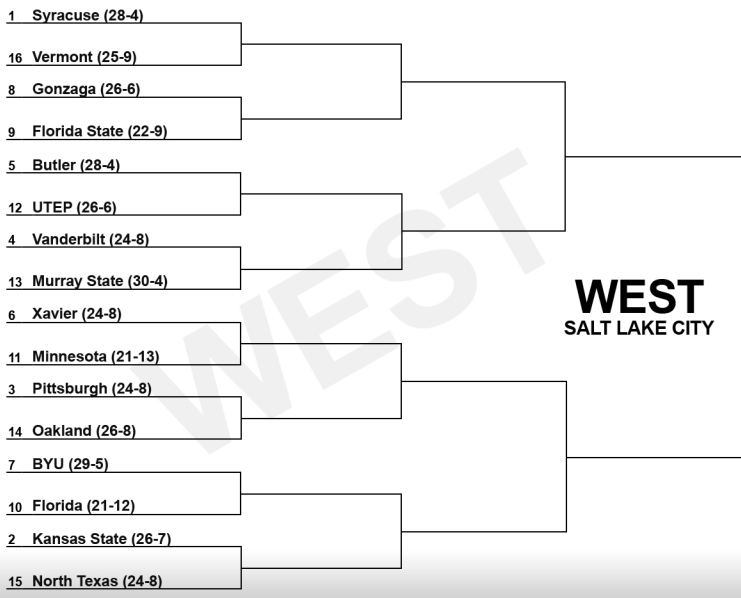 1 Syracuse (28-4)
16 Vermont (25-9)
8 Gonzaga (26-6)
9 Florida State (22-9)
5 Butler (28-4)
12 UTEP (26-6)
4 Vanderbilt (24-8)
13 Murray State (30-4)
6 Xavier (24-8)
11 Minnesota (21-13)
3 Pittsburgh (24-8)
14 Oakland (26-8)
7 BYU (29-5)
10 Florida (21-12)
2 Kansas State (26-7)
15 North Texas (24-8)
WEST
WEST
SALT LAKE CITY